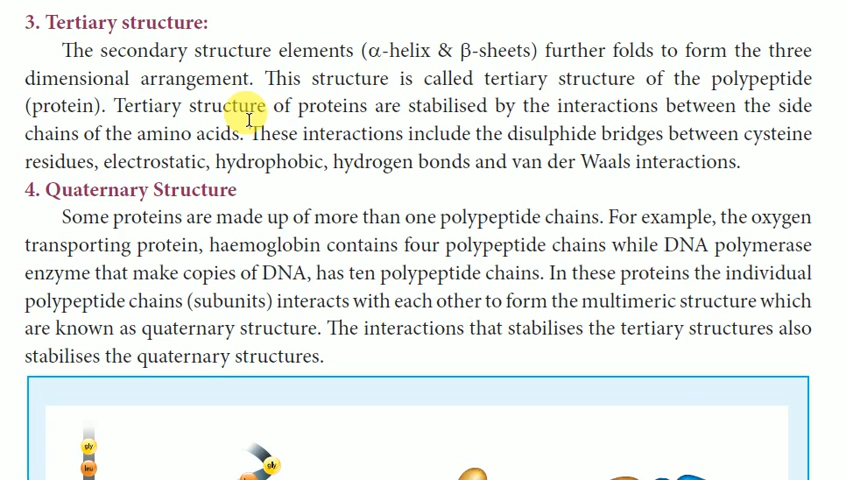 3. Tertiary structure:
The secondary structure elements (α-helix & β-sheets) further folds to form the three
dimensional arrangement. This structure is called tertiary structure of the polypeptide
(protein). Tertiary structure of proteins are stabilised by the interactions between the side
chains of the amino acids. These interactions include the disulphide bridges between cysteine
residues, electrostatic, hydrophobic, hydrogen bonds and van der Waals interactions.
4. Quaternary Structure
Some proteins are made up of more than one polypeptide chains. For example, the oxygen
transporting protein, haemoglobin contains four polypeptide chains while DNA polymerase
enzyme that make copies of DNA, has ten polypeptide chains. In these proteins the individual
polypeptide chains (subunits) interacts with each other to form the multimeric structure which
are known as quaternary structure. The interactions that stabilises the tertiary structures also
stabilises the quaternary structures.
gly
gly
leu